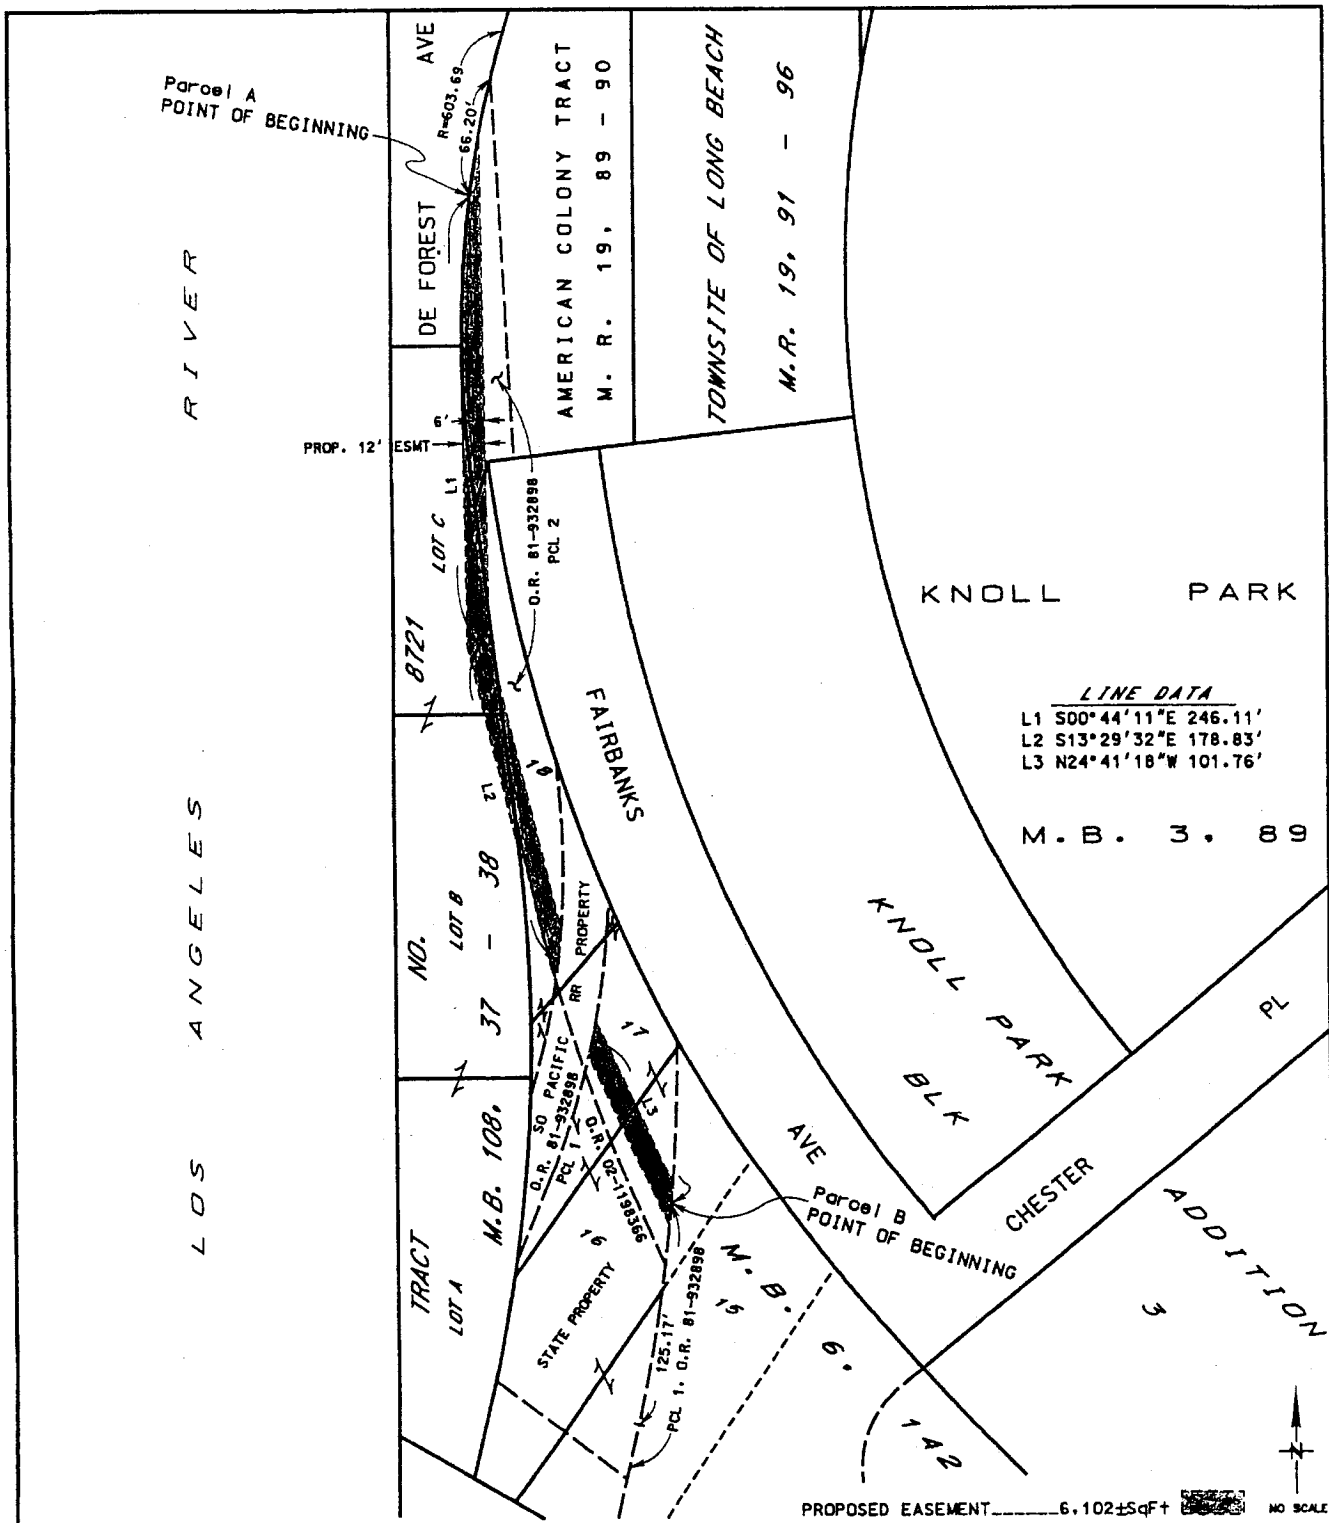 Parcel A
POINT OF BEGINNING
DE FOREST AVE
R=603.69
66.20'
AMERICAN COLONY TRACT
M. R. 19, 89 - 90
TOWNSITE OF LONG BEACH
M.R. 19, 91 - 96
LOS ANGELES RIVER
6'
PROP. 12' ESMT
L1
LOT C
8721
O.R. 81-932898
PCL 2
KNOLL PARK
LINE DATA
L1 S00°44'11"E 246.11'
L2 S13°29'32"E 178.83'
L3 N24°41'18"W 101.76'
M.B. 3, 89
FAIRBANKS AVE
18
L2
TRACT NO.
LOT B
M.B. 108, 37 - 38
SO PACIFIC RR PROPERTY
O.R. 81-932898
PCL 1
O.R. 02-1198366
17
L3
KNOLL PARK
BLK
CHESTER PL
ADDITION
3
Parcel B
POINT OF BEGINNING
LOT A
16
STATE PROPERTY
125.17'
PCL 1, O.R. 81-932898
M.B. 6,
15
142
N
PROPOSED EASEMENT______6,102±SqFt
NO SCALE